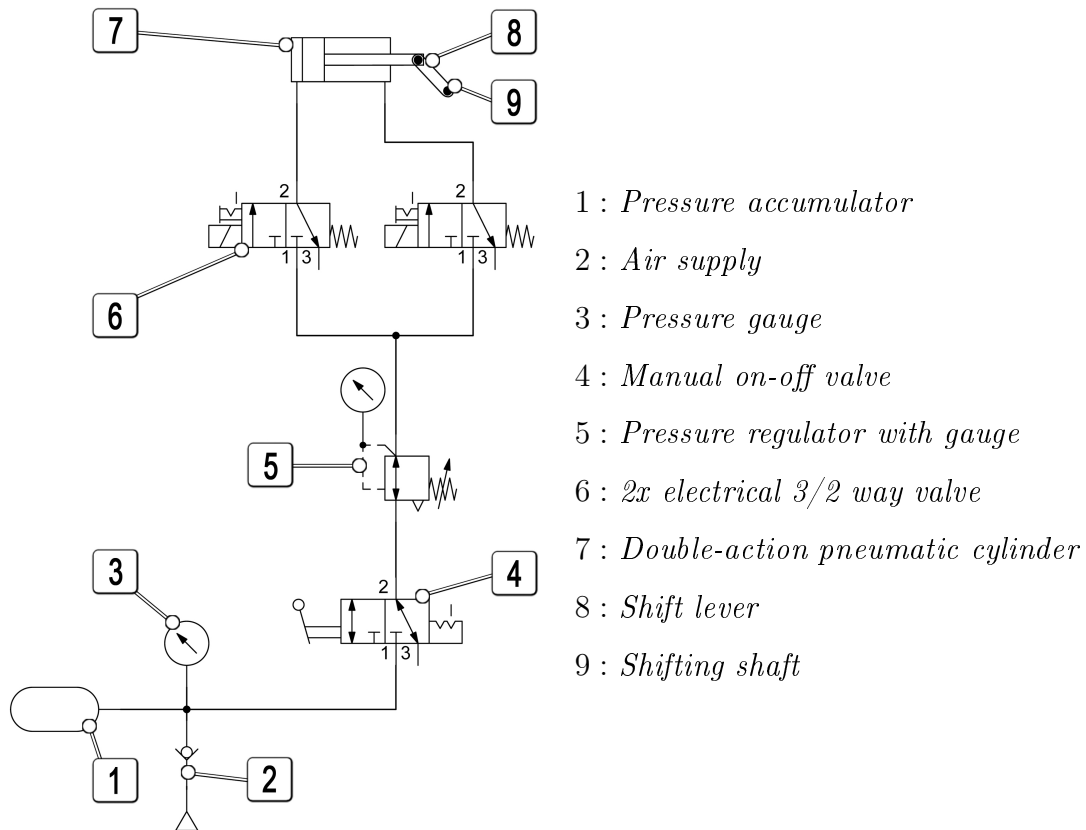 7
8
9
2
1 3
2
1 3
6
5
3
4
2
1 3
1
2
1 : Pressure accumulator
2 : Air supply
3 : Pressure gauge
4 : Manual on-off valve
5 : Pressure regulator with gauge
6 : 2x electrical 3/2 way valve
7 : Double-action pneumatic cylinder
8 : Shift lever
9 : Shifting shaft